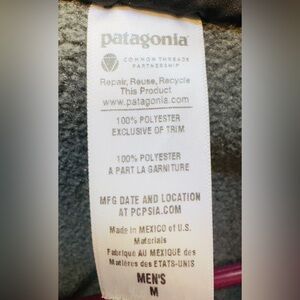 patagonia
COMMON THREADS
PARTNERSHIP
Repair, Reuse, Recycle
This Product
www.patagonia.com
100% POLYESTER
EXCLUSIVE OF TRIM
100% POLYESTER
A PART LA GARNITURE
MFG DATE AND LOCATION
AT PCPSIA.COM
Made in MEXICO of U.S.
Materials
Fabriqué AU MEXIQUE des
Matières des ETATS-UNIS
MEN'S
M